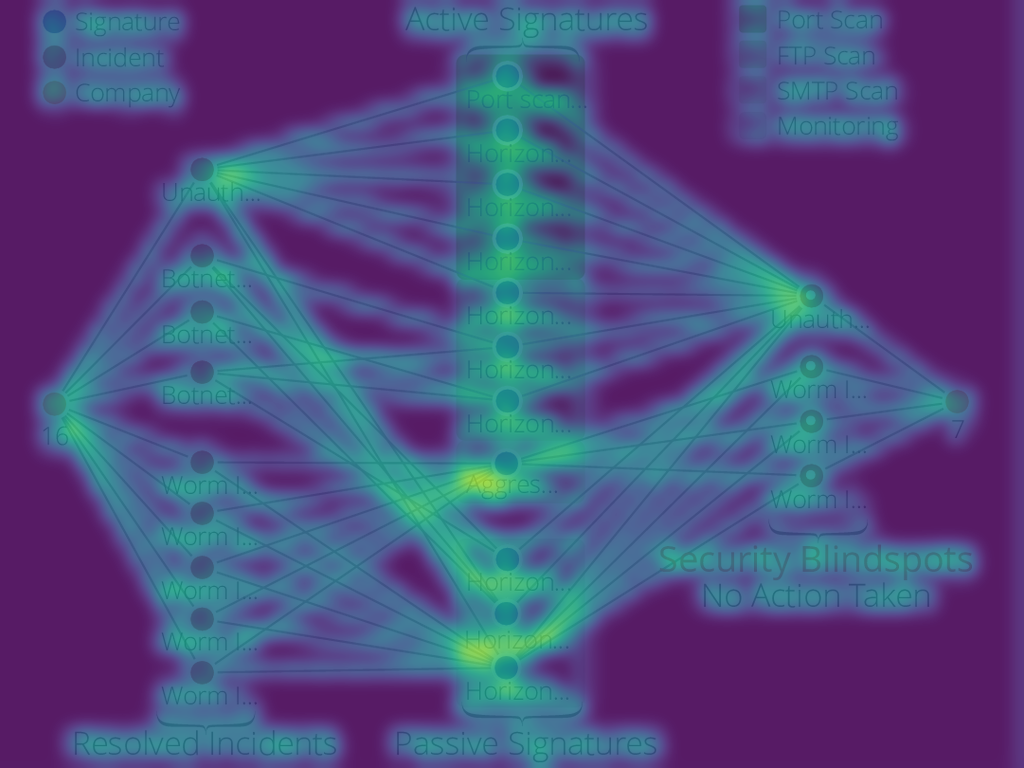 Signature
Incident
Company
Active Signatures
Port Scan
FTP Scan
SMTP Scan
Monitoring
Port scan...
Horizon...
Horizon...
Horizon...
Horizon...
Horizon...
Horizon...
Aggres...
Horizon...
Horizon...
Horizon...
Unauth...
Botnet...
Botnet...
Botnet...
Worm I...
Worm I...
Worm I...
Worm I...
Worm I...
16
Unauth...
Worm I...
Worm I...
Worm I...
7
Security Blindspots
No Action Taken
Resolved Incidents
Passive Signatures